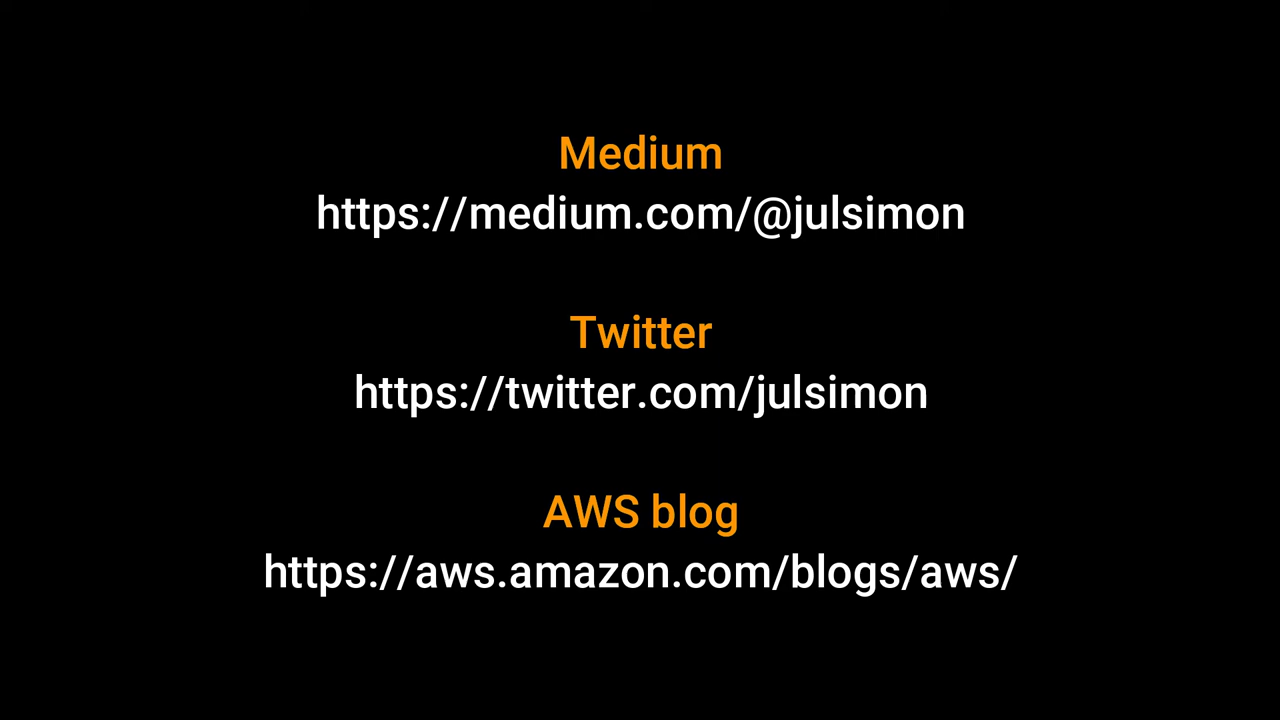 Medium
https://medium.com/@julsimon
Twitter
https://twitter.com/julsimon
AWS blog
https://aws.amazon.com/blogs/aws/